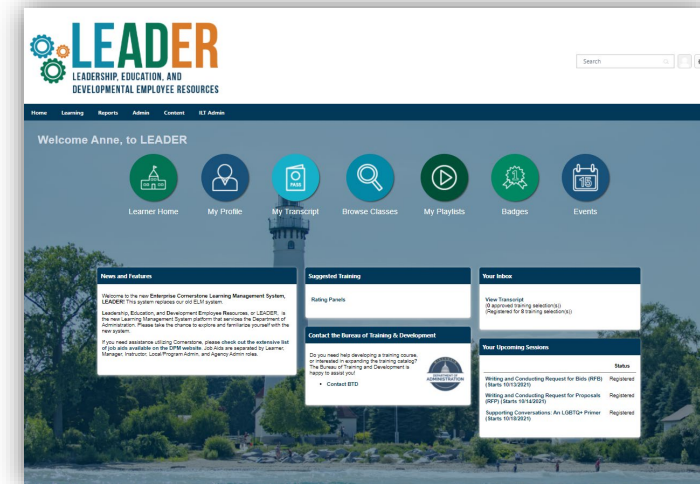 LEADER
LEADERSHIP, EDUCATION, AND
DEVELOPMENTAL EMPLOYEE RESOURCES
Search
Home Learning Reports Admin Content ILT Admin
Welcome Anne, to LEADER
PASS
1
15
Learner Home My Profile My Transcript Browse Classes My Playlists Badges Events
News and Features
Welcome to the new Enterprise Cornerstone Learning Management System,
LEADER! This system replaces our old ELM system.
Leadership, Education, and Development Employee Resources, or LEADER, is
the new Learning Management System platform that services the Department of
Administration. Please take the chance to explore and familiarize yourself with the
new system.
If you need assistance utilizing Cornerstone, please check out the extensive list
of job aids available on the DPM website. Job Aids are separated by Learner,
Manager, Instructor, Local/Program Admin, and Agency Admin roles.
Suggested Training
Rating Panels
Contact the Bureau of Training & Development
Do you need help developing a training course,
or interested in expanding the training catalog?
The Bureau of Training and Development is
happy to assist you!
• Contact BTD
DEPARTMENT OF
ADMINISTRATION
Your Inbox
View Transcript
(0 approved training selection(s))
(Registered for 8 training selection(s))
Your Upcoming Sessions
Status
Writing and Conducting Request for Bids (RFB) Registered
(Starts 10/13/2021)
Writing and Conducting Request for Proposals Registered
(RFP) (Starts 10/14/2021)
Supporting Conversations: An LGBTQ+ Primer Registered
(Starts 10/18/2021)